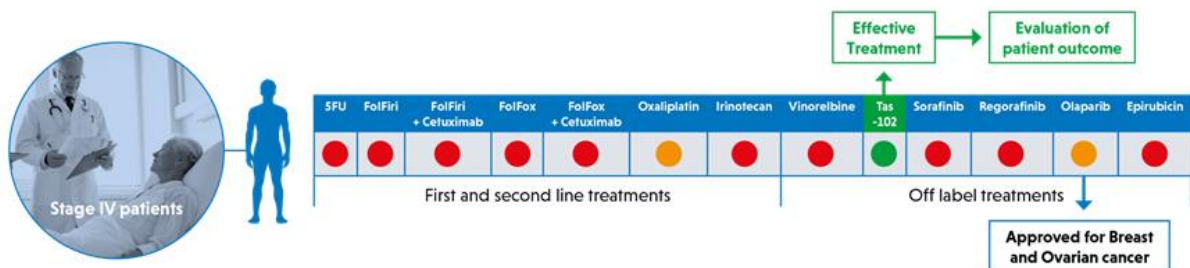 Effective
Treatment
Evaluation of
patient outcome
5FU
FolFiri
FolFiri
+ Cetuximab
FolFox
FolFox
+ Cetuximab
Oxaliplatin
Irinotecan
Vinorelbine
Tas
-102
Sorafinib
Regorafinib
Olaparib
Epirubicin
Stage IV patients
First and second line treatments
Off label treatments
Approved for Breast
and Ovarian cancer